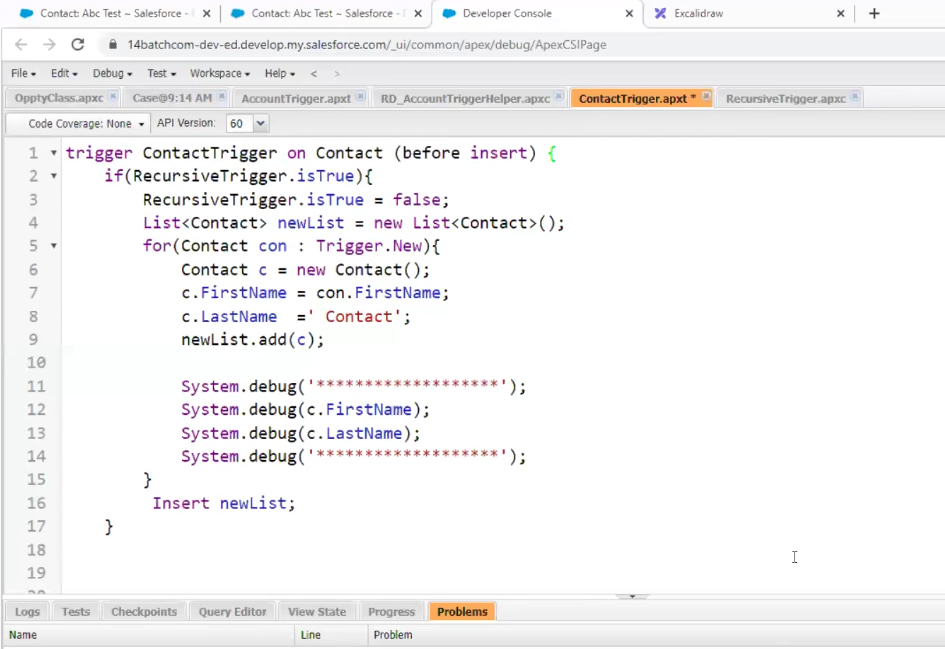 Contact: Abc Test ~ Salesforce - Contact: Abc Test ~ Salesforce - Developer Console Excalidraw
14batchcom-dev-ed.develop.my.salesforce.com/_ui/common/apex/debug/ApexCSIPage
File Edit Debug Test Workspace Help < >
OpptyClass.apxc Case@9:14 AM AccountTrigger.apxt RD_AccountTriggerHelper.apxc ContactTrigger.apxt * RecursiveTrigger.apxc
Code Coverage: None API Version: 60
1 trigger ContactTrigger on Contact (before insert) {
2 if(RecursiveTrigger.isTrue){
3 RecursiveTrigger.isTrue = false;
4 List<Contact> newList = new List<Contact>();
5 for(Contact con : Trigger.New){
6 Contact c = new Contact();
7 c.FirstName = con.FirstName;
8 c.LastName =' Contact';
9 newList.add(c);
10
11 System.debug('*******************');
12 System.debug(c.FirstName);
13 System.debug(c.LastName);
14 System.debug('*******************');
15 }
16 Insert newList;
17 }
18
19
Logs Tests Checkpoints Query Editor View State Progress Problems
Name Line Problem